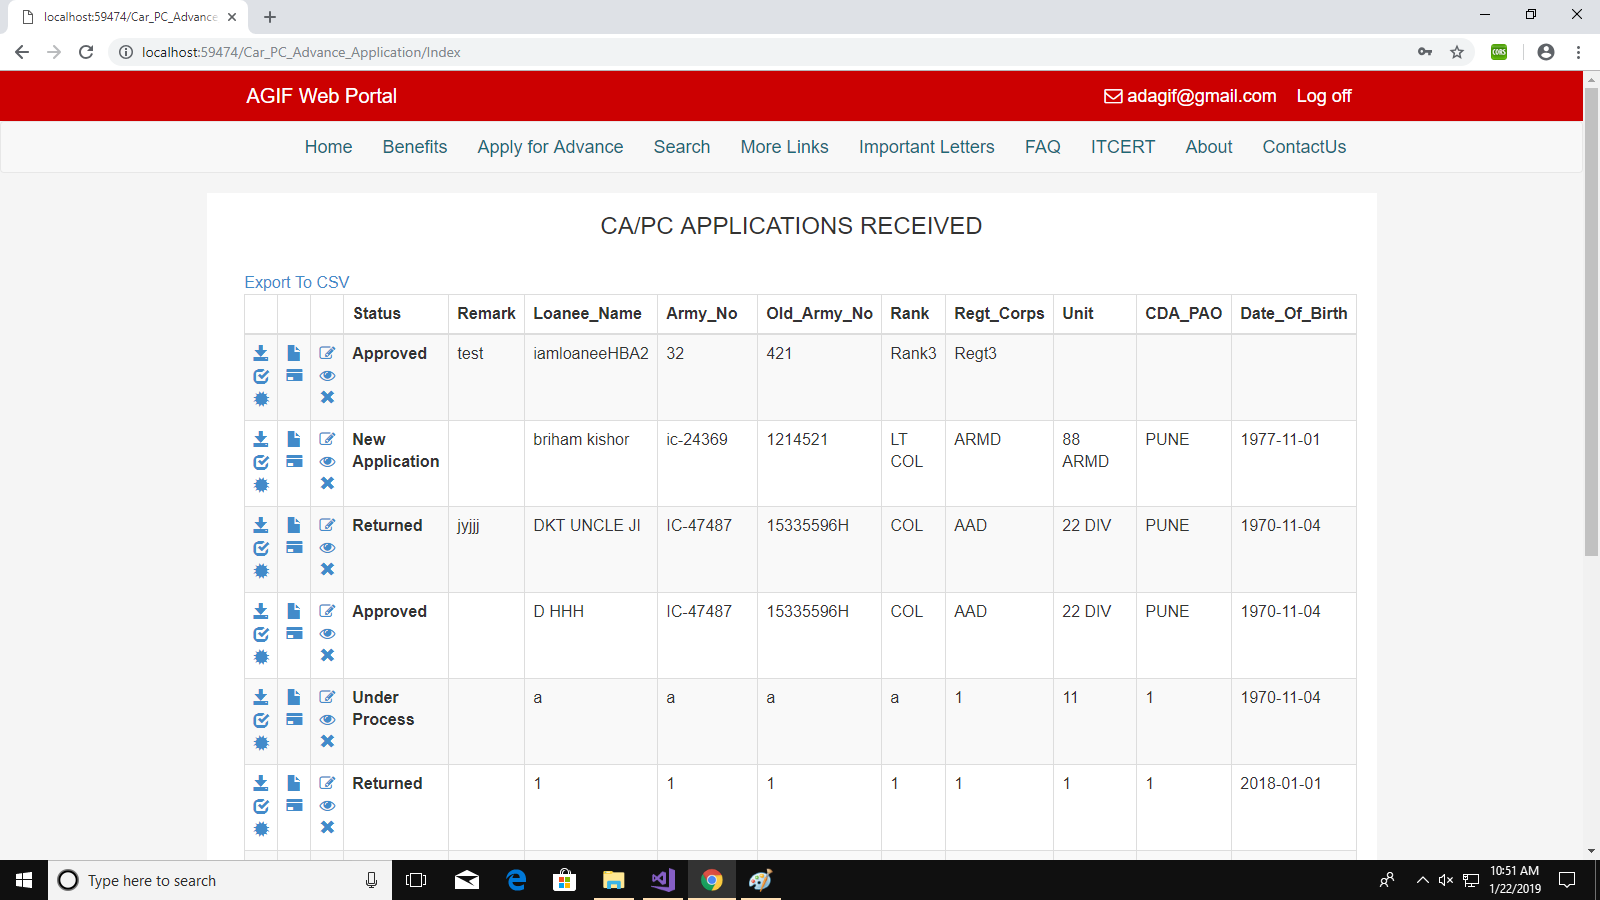 localhost:59474/Car_PC_Advance
localhost:59474/Car_PC_Advance_Application/Index
CORS
AGIF Web Portal
adagif@gmail.com Log off
Home Benefits Apply for Advance Search More Links Important Letters FAQ ITCERT About ContactUs
CA/PC APPLICATIONS RECEIVED
Export To CSV
Status Remark Loanee_Name Army_No Old_Army_No Rank Regt_Corps Unit CDA_PAO Date_Of_Birth
Approved test iamloaneeHBA2 32 421 Rank3 Regt3
New briham kishor ic-24369 1214521 LT ARMD 88 PUNE 1977-11-01
Application COL ARMD
Returned jyjjj DKT UNCLE JI IC-47487 15335596H COL AAD 22 DIV PUNE 1970-11-04
Approved D HHH IC-47487 15335596H COL AAD 22 DIV PUNE 1970-11-04
Under a a a a 1 11 1 1970-11-04
Process
Returned 1 1 1 1 1 1 1 2018-01-01
Type here to search
10:51 AM
1/22/2019